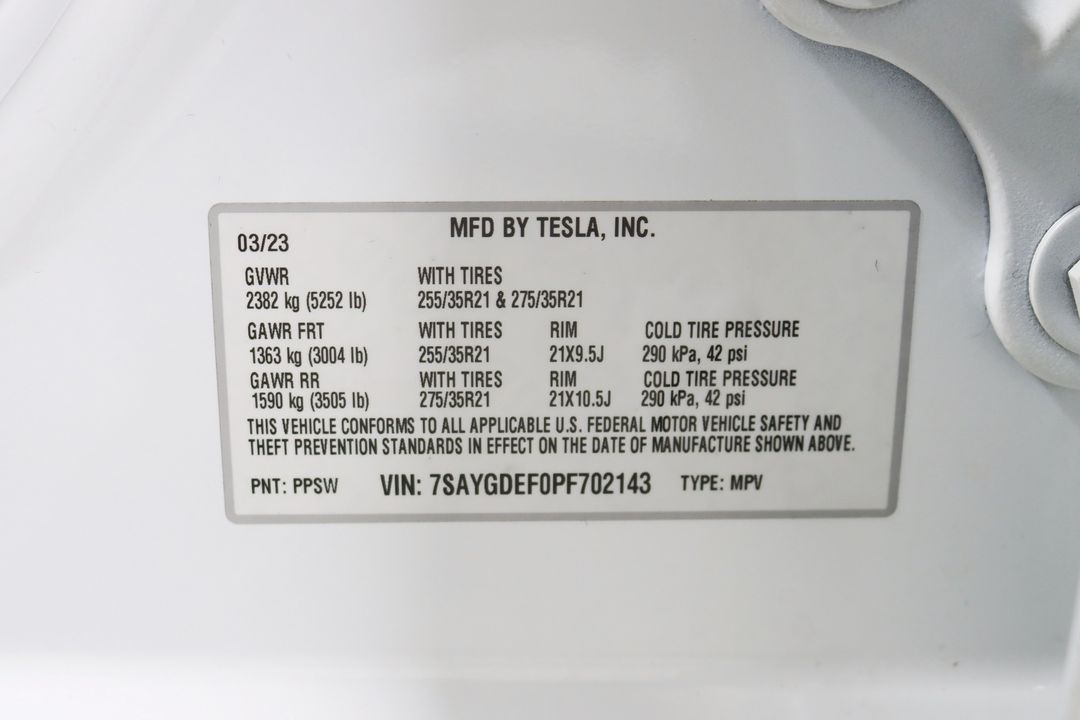 MFD BY TESLA, INC.
03/23
GVWR WITH TIRES
2382 kg (5252 lb) 255/35R21 & 275/35R21
GAWR FRT WITH TIRES RIM COLD TIRE PRESSURE
1363 kg (3004 lb) 255/35R21 21X9.5J 290 kPa, 42 psi
GAWR RR WITH TIRES RIM COLD TIRE PRESSURE
1590 kg (3505 lb) 275/35R21 21X10.5J 290 kPa, 42 psi
THIS VEHICLE CONFORMS TO ALL APPLICABLE U.S. FEDERAL MOTOR VEHICLE SAFETY AND
THEFT PREVENTION STANDARDS IN EFFECT ON THE DATE OF MANUFACTURE SHOWN ABOVE.
PNT: PPSW VIN: 7SAYGDEF0PF702143 TYPE: MPV